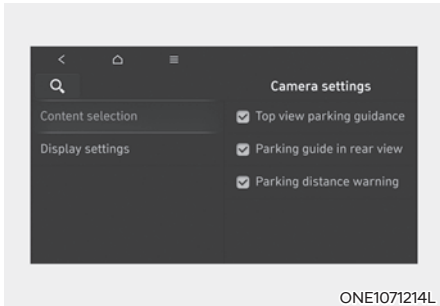 Camera settings
Content selection
Top view parking guidance
Display settings
Parking guide in rear view
Parking distance warning
ONE1071214L